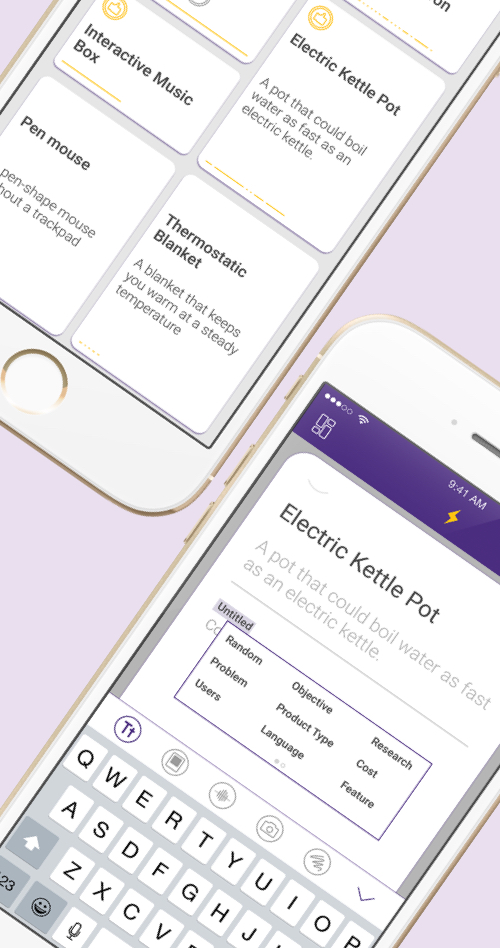 on
Interactive Music
Box
Electric Kettle Pot
A pot that could boil
water as fast as an
electric kettle.
Pen mouse
pen-shape mouse
hout a trackpad
Thermostatic
Blanket
A blanket that keeps
you warm at a steady
temperature
9:41 AM
Electric Kettle Pot
A pot that could boil water as fast
as an electric kettle.
Untitled
Co
Random
Objective
Research
Problem
Product Type
Cost
Users
Language
Feature
Tt
Q W E R T Y U I O P
A S D F G H J
Z X C V B
123